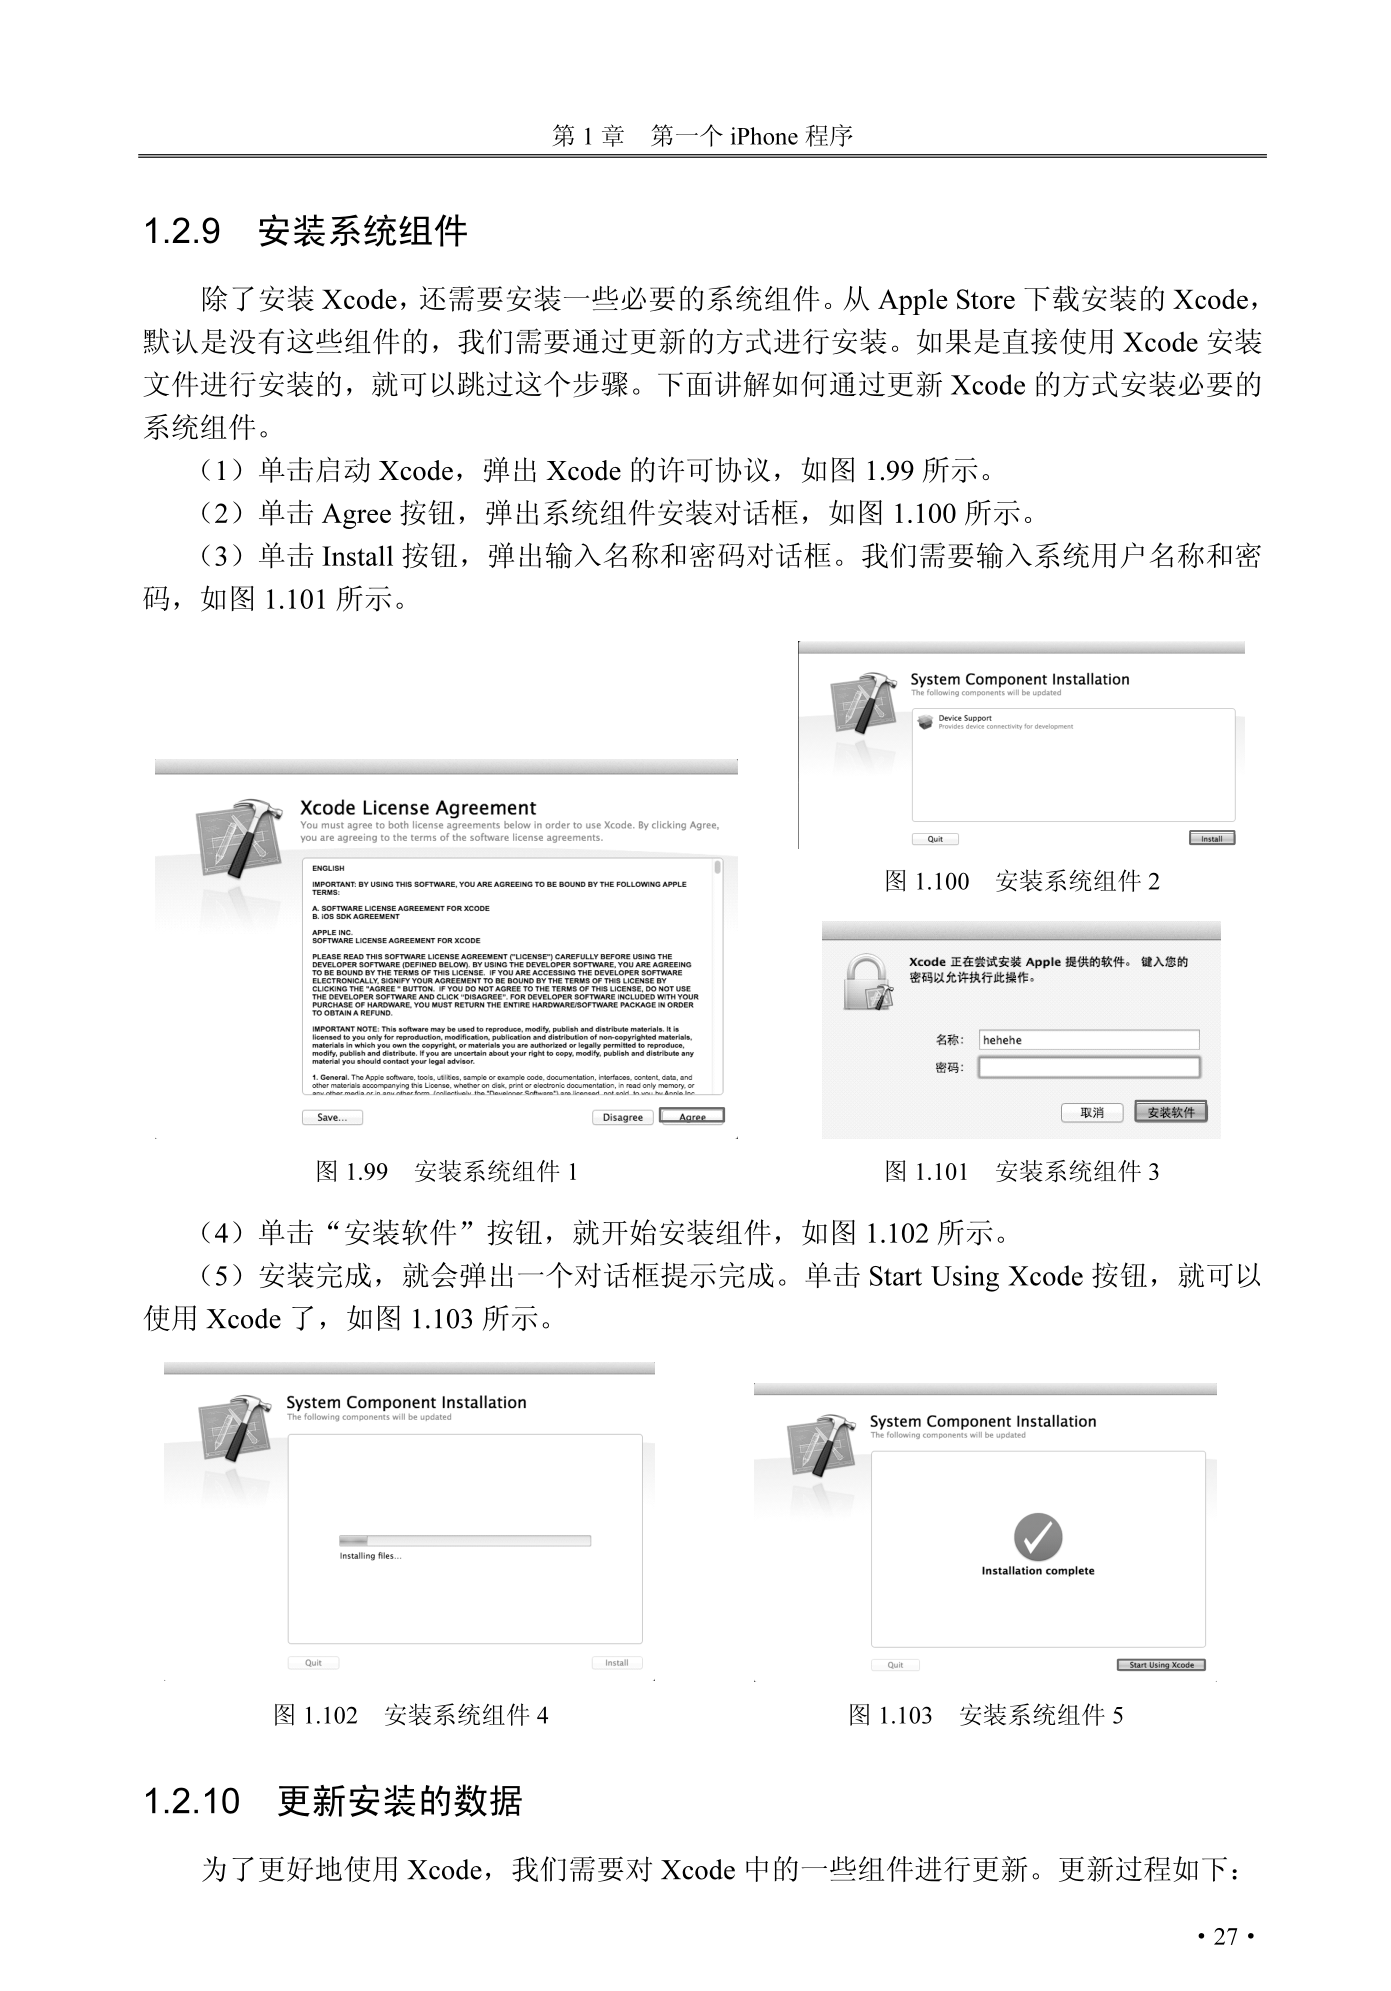 第 1 章　第一个 iPhone 程序
1.2.9　安装系统组件
除了安装 Xcode，还需要安装一些必要的系统组件。从 Apple Store 下载安装的 Xcode，
默认是没有这些组件的，我们需要通过更新的方式进行安装。如果是直接使用 Xcode 安装
文件进行安装的，就可以跳过这个步骤。下面讲解如何通过更新 Xcode 的方式安装必要的
系统组件。
（1）单击启动 Xcode，弹出 Xcode 的许可协议，如图 1.99 所示。
（2）单击 Agree 按钮，弹出系统组件安装对话框，如图 1.100 所示。
（3）单击 Install 按钮，弹出输入名称和密码对话框。我们需要输入系统用户名称和密
码，如图 1.101 所示。
Xcode License Agreement
You must agree to both license agreements below in order to use Xcode. By clicking Agree,
you are agreeing to the terms of the software license agreements.
ENGLISH
IMPORTANT: BY USING THIS SOFTWARE, YOU ARE AGREEING TO BE BOUND BY THE FOLLOWING APPLE
TERMS:
A. SOFTWARE LICENSE AGREEMENT FOR XCODE
B. iOS SDK AGREEMENT
APPLE INC.
SOFTWARE LICENSE AGREEMENT FOR XCODE
PLEASE READ THIS SOFTWARE LICENSE AGREEMENT ("LICENSE") CAREFULLY BEFORE USING THE
DEVELOPER SOFTWARE (DEFINED BELOW). BY USING THE DEVELOPER SOFTWARE, YOU ARE AGREEING
TO BE BOUND BY THE TERMS OF THIS LICENSE. IF YOU ARE ACCESSING THE DEVELOPER SOFTWARE
ELECTRONICALLY, SIGNIFY YOUR AGREEMENT TO BE BOUND BY THE TERMS OF THIS LICENSE BY
CLICKING THE "AGREE " BUTTON. IF YOU DO NOT AGREE TO THE TERMS OF THIS LICENSE, DO NOT USE
THE DEVELOPER SOFTWARE AND CLICK "DISAGREE". FOR DEVELOPER SOFTWARE INCLUDED WITH YOUR
PURCHASE OF HARDWARE, YOU MUST RETURN THE ENTIRE HARDWARE/SOFTWARE PACKAGE IN ORDER
TO OBTAIN A REFUND.
IMPORTANT NOTE: This software may be used to reproduce, modify, publish and distribute materials. It is
licensed to you only for reproduction, modification, publication and distribution of non-copyrighted materials,
materials in which you own the copyright, or materials you are authorized or legally permitted to reproduce,
modify, publish and distribute. If you are uncertain about your right to copy, modify, publish and distribute any
material you should contact your legal advisor.
1. General. The Apple software, tools, utilities, sample or example code, documentation, interfaces, content, data, and
other materials accompanying this License, whether on disk, print or electronic documentation, in read only memory, or
any other media or in any other form, (collectively, the "Developer Software") are licensed, not sold, to you by Apple Inc.
Save...
Disagree
Agree
图 1.99　安装系统组件 1
System Component Installation
The following components will be updated
Device Support
Provides device connectivity for development
Quit
Install
图 1.100　安装系统组件 2
Xcode 正在尝试安装 Apple 提供的软件。 键入您的
密码以允许执行此操作。
名称： hehehe
密码：
取消
安装软件
图 1.101　安装系统组件 3
（4）单击“安装软件”按钮，就开始安装组件，如图 1.102 所示。
（5）安装完成，就会弹出一个对话框提示完成。单击 Start Using Xcode 按钮，就可以
使用 Xcode 了，如图 1.103 所示。
System Component Installation
The following components will be updated
Installing files...
Quit
Install
图 1.102　安装系统组件 4
System Component Installation
The following components will be updated
Installation complete
Quit
Start Using Xcode
图 1.103　安装系统组件 5
1.2.10　更新安装的数据
为了更好地使用 Xcode，我们需要对 Xcode 中的一些组件进行更新。更新过程如下：
· 27 ·